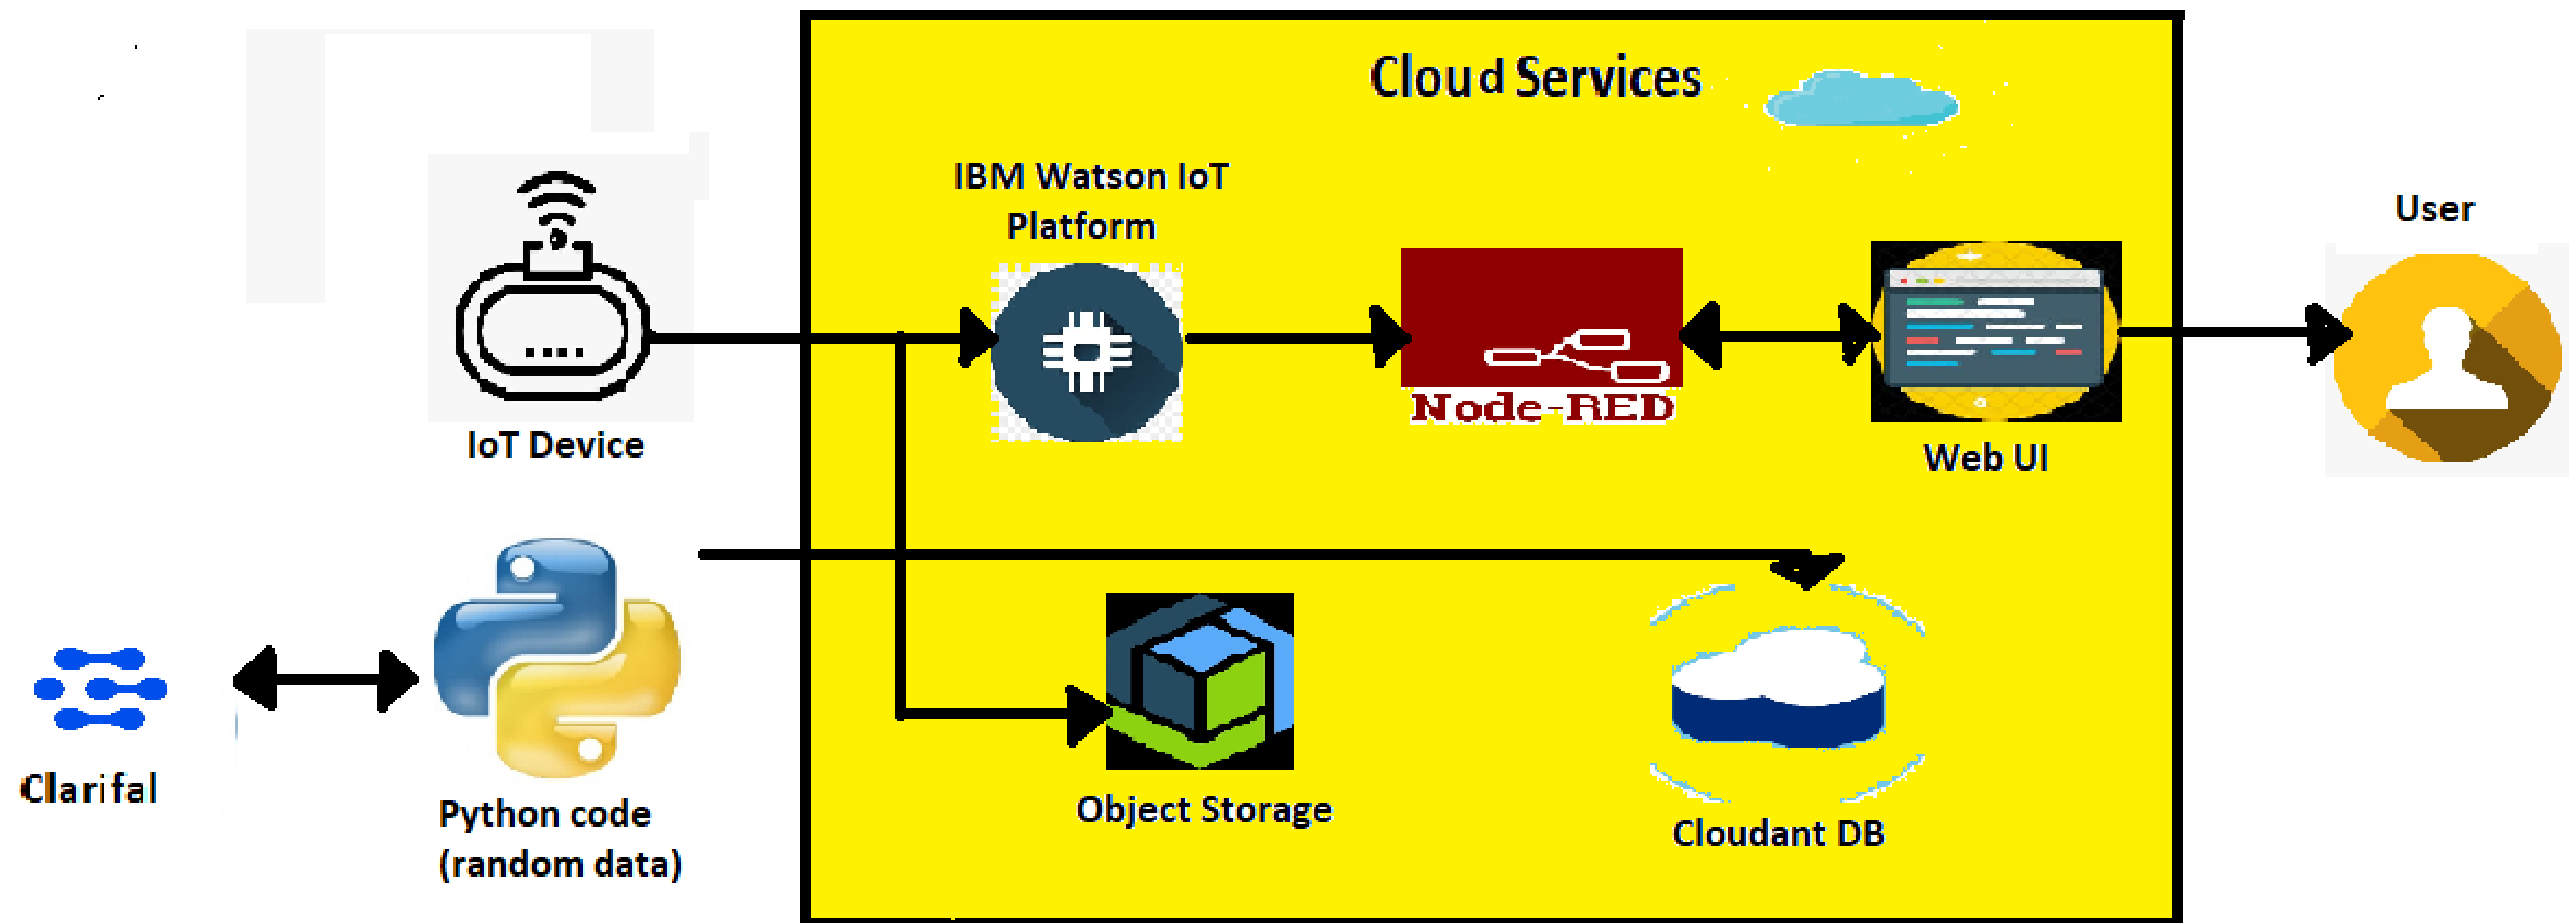 Cloud Services
IBM Watson IoT
Platform
User
Node-RED
IoT Device
Web UI
Clarifal
Python code
(random data)
Object Storage
Cloudant DB